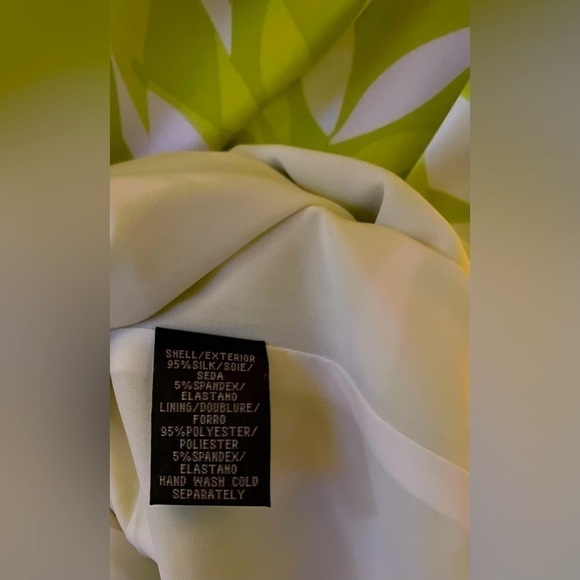 SHELL/EXTERIOR
95%SILK/SOIE/
SEDA
5%SPANDEX/
ELASTANO
LINING/DOUBLURE/
FORRO
95%POLYESTER/
POLIESTER
5%SPANDEX/
ELASTANO
HAND WASH COLD
SEPARATELY